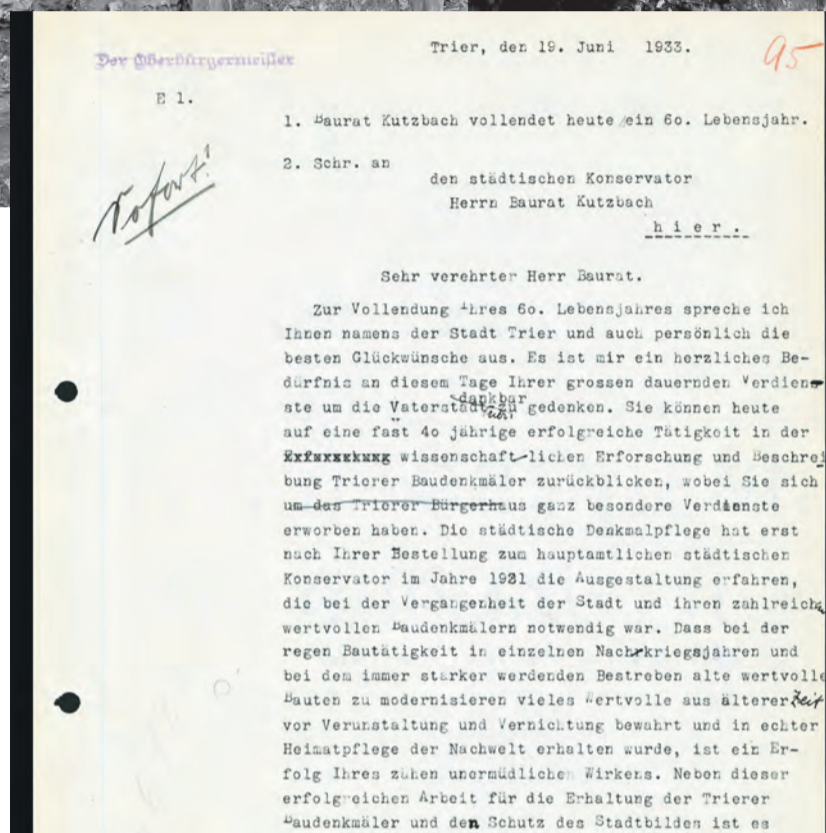 Der Oberbürgermeister
Trier, den 19. Juni 1933.
95
E 1.
Sofort!
1. Baurat Kutzbach vollendet heute sein 60. Lebensjahr.
2. Schr. an
den städtischen Konservator
Herrn Baurat Kutzbach
h i e r .
Sehr verehrter Herr Baurat.
Zur Vollendung Ihres 6o. Lebensjahres spreche ich
Ihnen namens der Stadt Trier und auch persönlich die
besten Glückwünsche aus. Es ist mir ein herzliches Be-
dürfnis an diesem Tage Ihrer grossen dauernden Verdien-
dankbar
ste um die Vaterstadt zu gedenken. Sie können heute
auf eine fast 4o jährige erfolgreiche Tätigkeit in der
wissenschaftlichen Erforschung und Beschrei
bung Trierer Baudenkmäler zurückblicken, wobei Sie sich
um das Trierer Bürgerhaus ganz besondere Verdienste
erworben haben. Die städtische Denkmalpflege hat erst
nach Ihrer Bestellung zum hauptamtlichen städtischen
Konservator im Jahre 1921 die Ausgestaltung erfahren,
die bei der Vergangenheit der Stadt und ihren zahlreichen
wertvollen Baudenkmälern notwendig war. Dass bei der
regen Bautätigkeit in einzelnen Nachkriegsjahren und
bei dem immer stärker werdenden Bestreben alte wertvolle
Bauten zu modernisieren vieles Wertvolle aus älterer Zeit
vor Verunstaltung und Vernichtung bewahrt und in echter
Heimatpflege der Nachwelt erhalten wurde, ist ein Er-
folg Ihres zähen unermüdlichen Wirkens. Neben dieser
erfolgreichen Arbeit für die Erhaltung der Trierer
Baudenkmäler und den Schutz des Stadtbildes ist es